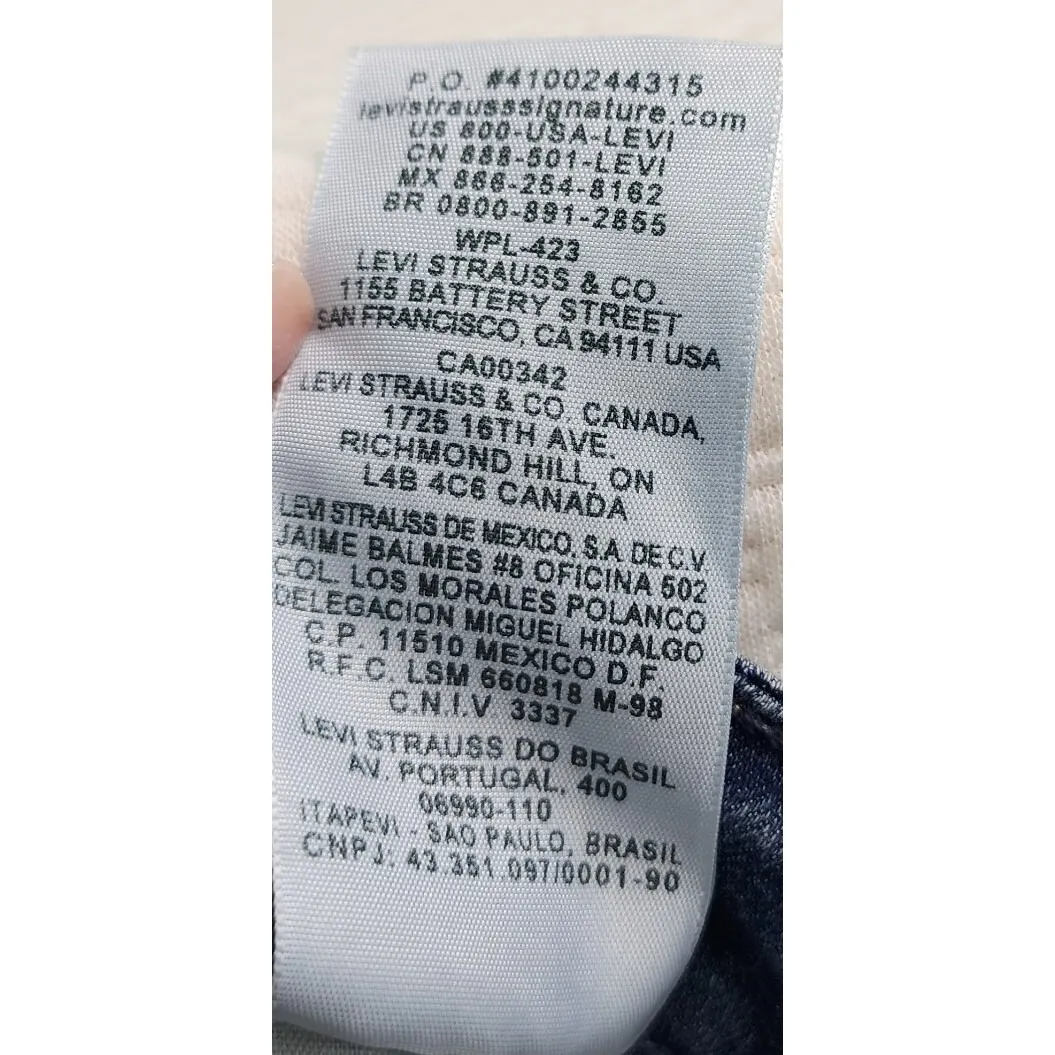 P.O. #4100244315
levistrausssignature.com
US 800-USA-LEVI
CN 888-501-LEVI
MX 866-254-8162
BR 0800-891-2855
WPL-423
LEVI STRAUSS & CO.
1155 BATTERY STREET
SAN FRANCISCO, CA 94111 USA
CA00342
LEVI STRAUSS & CO. CANADA,
1725 16TH AVE.
RICHMOND HILL, ON
L4B 4C6 CANADA
LEVI STRAUSS DE MEXICO, S.A. DE C.V
JAIME BALMES #8 OFICINA 502
COL. LOS MORALES POLANCO
DELEGACION MIGUEL HIDALGO
C.P. 11510 MEXICO D.F.
R.F.C. LSM 660818 M-98
C.N.I.V. 3337
LEVI STRAUSS DO BRASIL
AV. PORTUGAL, 400
06990-110
ITAPEVI - SAO PAULO, BRASIL
CNPJ: 43.351.097/0001-90